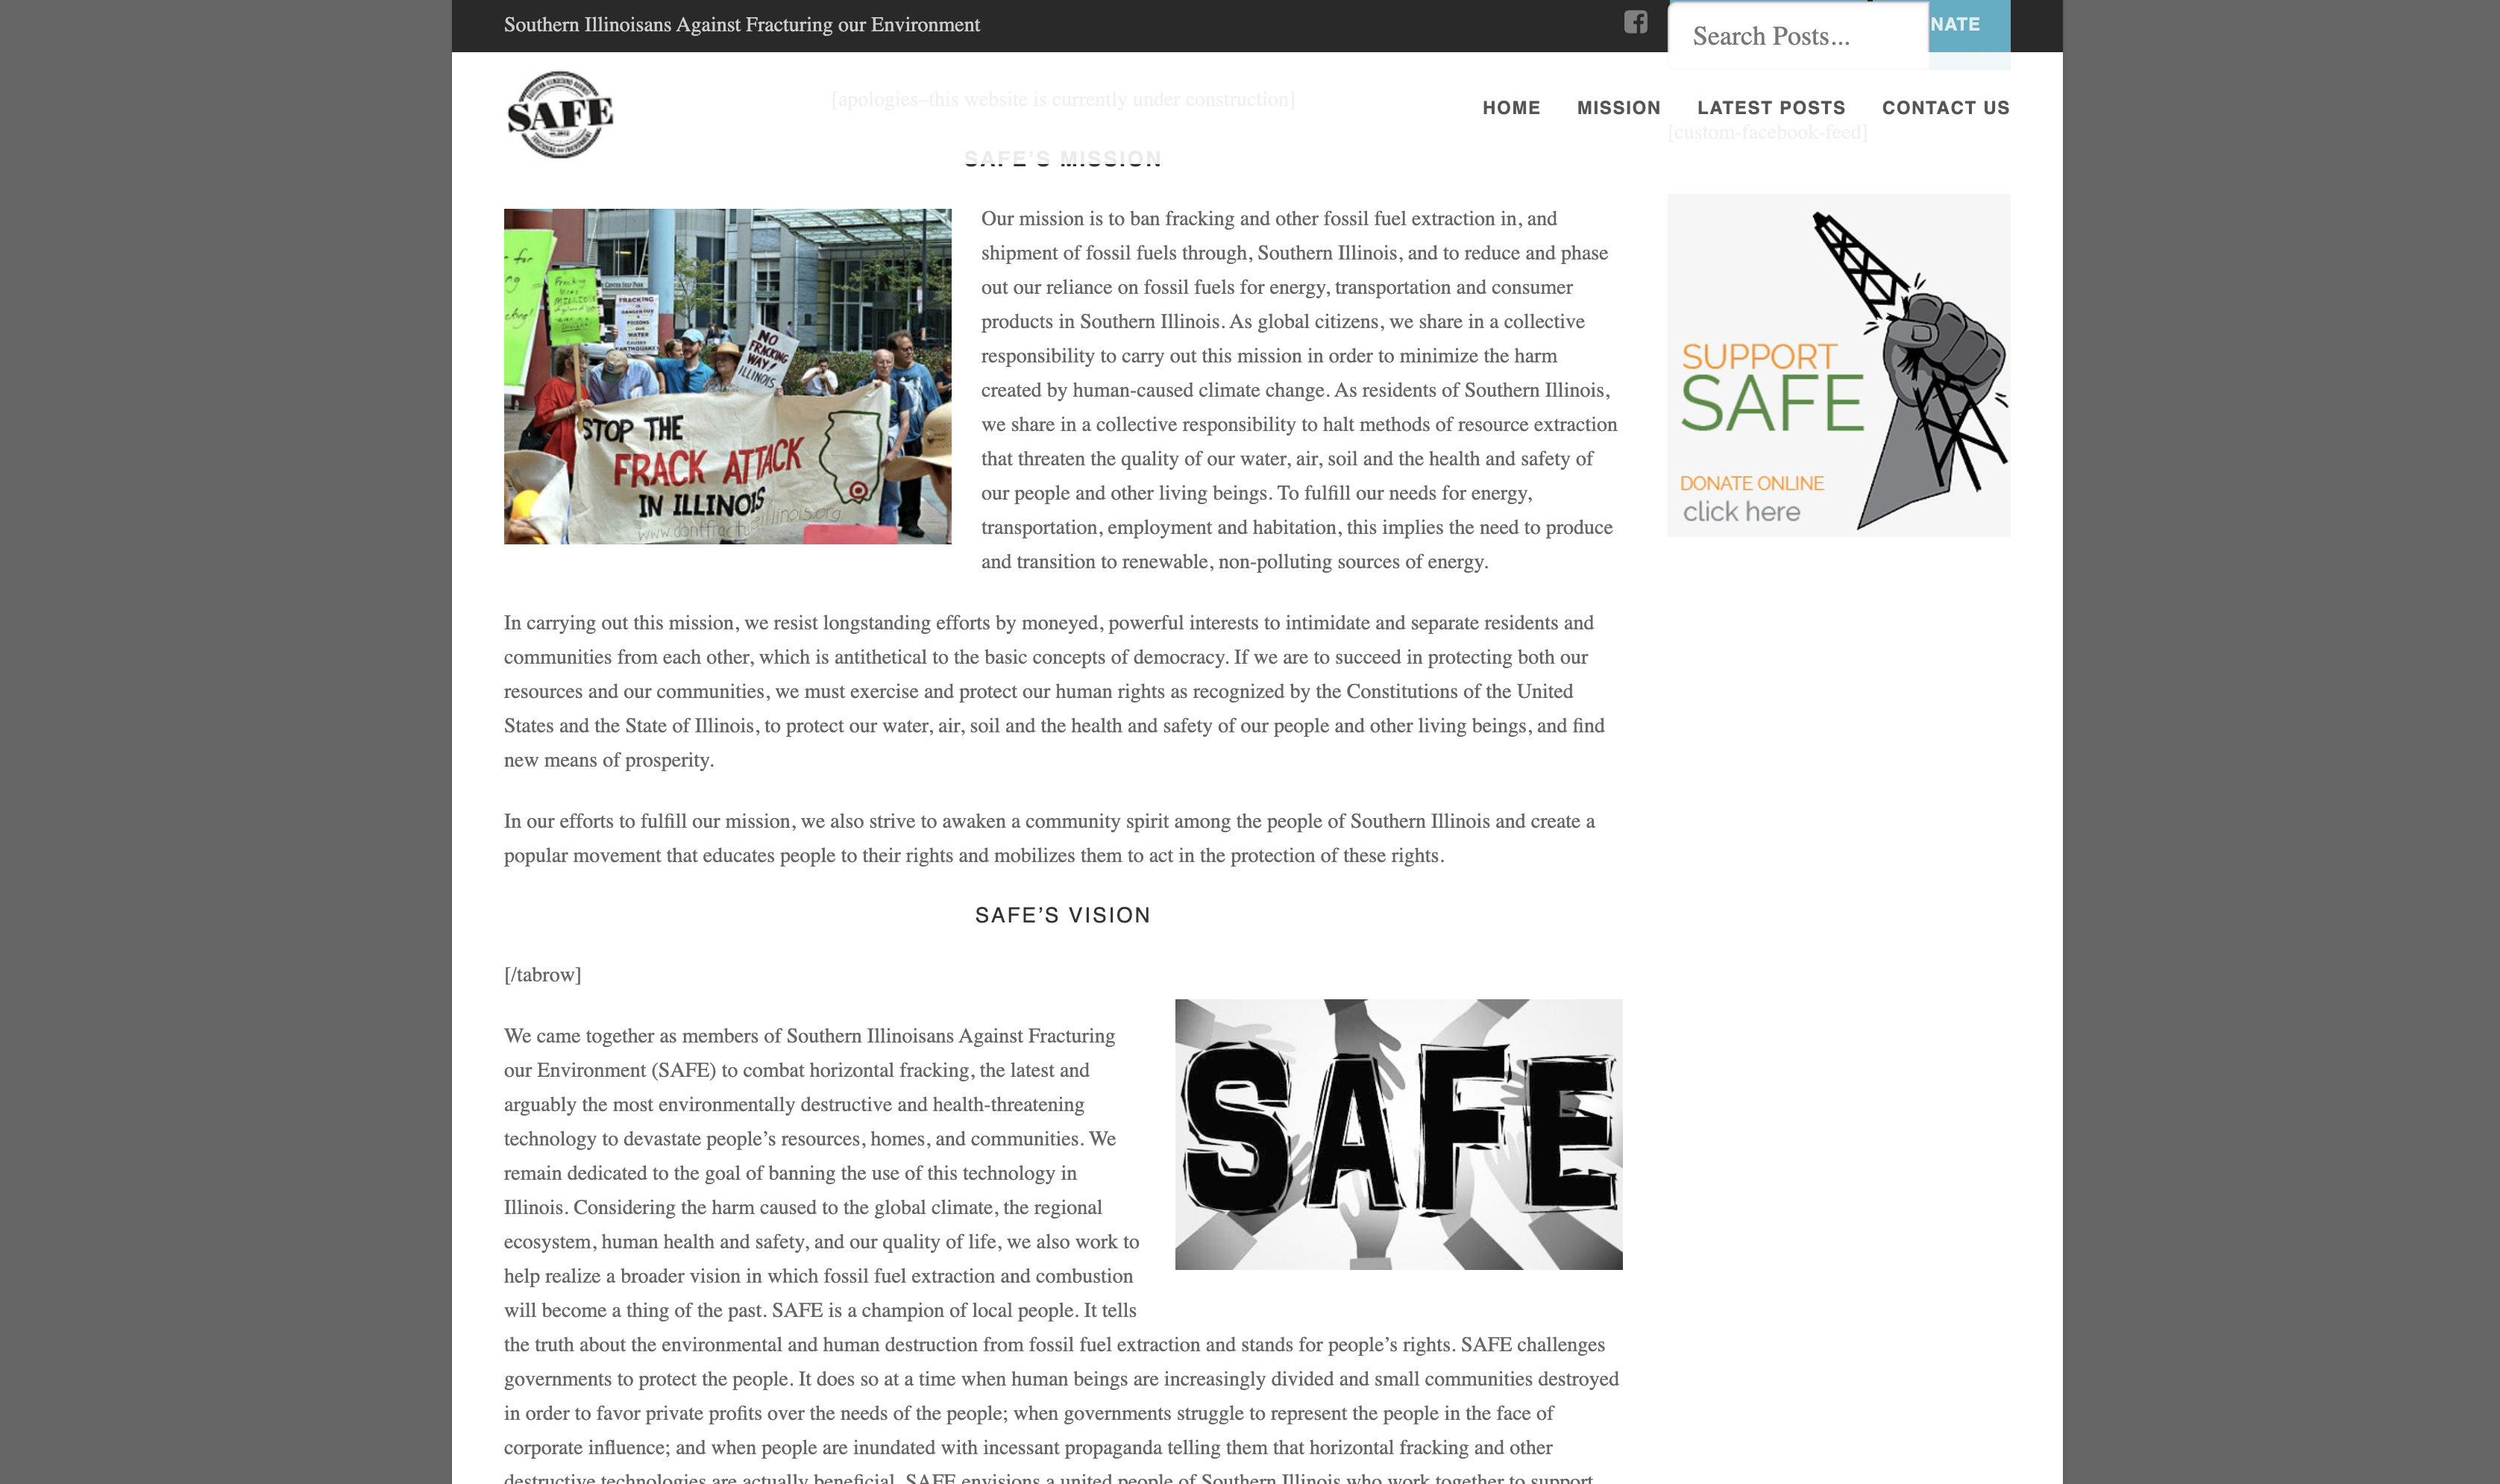 Southern Illinoisans Against Fracturing our Environment
Search Posts...
NATE
SAFE
[apologies–this website is currently under construction]
HOME MISSION LATEST POSTS CONTACT US
[custom-facebook-feed]
SAFE’S MISSION
Our mission is to ban fracking and other fossil fuel extraction in, and
shipment of fossil fuels through, Southern Illinois, and to reduce and phase
out our reliance on fossil fuels for energy, transportation and consumer
products in Southern Illinois. As global citizens, we share in a collective
responsibility to carry out this mission in order to minimize the harm
created by human-caused climate change. As residents of Southern Illinois,
we share in a collective responsibility to halt methods of resource extraction
that threaten the quality of our water, air, soil and the health and safety of
our people and other living beings. To fulfill our needs for energy,
transportation, employment and habitation, this implies the need to produce
and transition to renewable, non-polluting sources of energy.
FRACKING
IS
DANGEROUS
POISONS
OUR
WATER
CAUSES
EARTHQUAKES
NO
FRACKING
WAY!
ILLINOIS
STOP THE
FRACK ATTACK
IN ILLINOIS
SUPPORT
SAFE
DONATE ONLINE
click here
In carrying out this mission, we resist longstanding efforts by moneyed, powerful interests to intimidate and separate residents and
communities from each other, which is antithetical to the basic concepts of democracy. If we are to succeed in protecting both our
resources and our communities, we must exercise and protect our human rights as recognized by the Constitutions of the United
States and the State of Illinois, to protect our water, air, soil and the health and safety of our people and other living beings, and find
new means of prosperity.
In our efforts to fulfill our mission, we also strive to awaken a community spirit among the people of Southern Illinois and create a
popular movement that educates people to their rights and mobilizes them to act in the protection of these rights.
SAFE’S VISION
[/tabrow]
We came together as members of Southern Illinoisans Against Fracturing
our Environment (SAFE) to combat horizontal fracking, the latest and
arguably the most environmentally destructive and health-threatening
technology to devastate people’s resources, homes, and communities. We
remain dedicated to the goal of banning the use of this technology in
Illinois. Considering the harm caused to the global climate, the regional
ecosystem, human health and safety, and our quality of life, we also work to
help realize a broader vision in which fossil fuel extraction and combustion
will become a thing of the past. SAFE is a champion of local people. It tells
SAFE
the truth about the environmental and human destruction from fossil fuel extraction and stands for people’s rights. SAFE challenges
governments to protect the people. It does so at a time when human beings are increasingly divided and small communities destroyed
in order to favor private profits over the needs of the people; when governments struggle to represent the people in the face of
corporate influence; and when people are inundated with incessant propaganda telling them that horizontal fracking and other
destructive technologies are actually beneficial. SAFE envisions a united people of Southern Illinois who work together to support